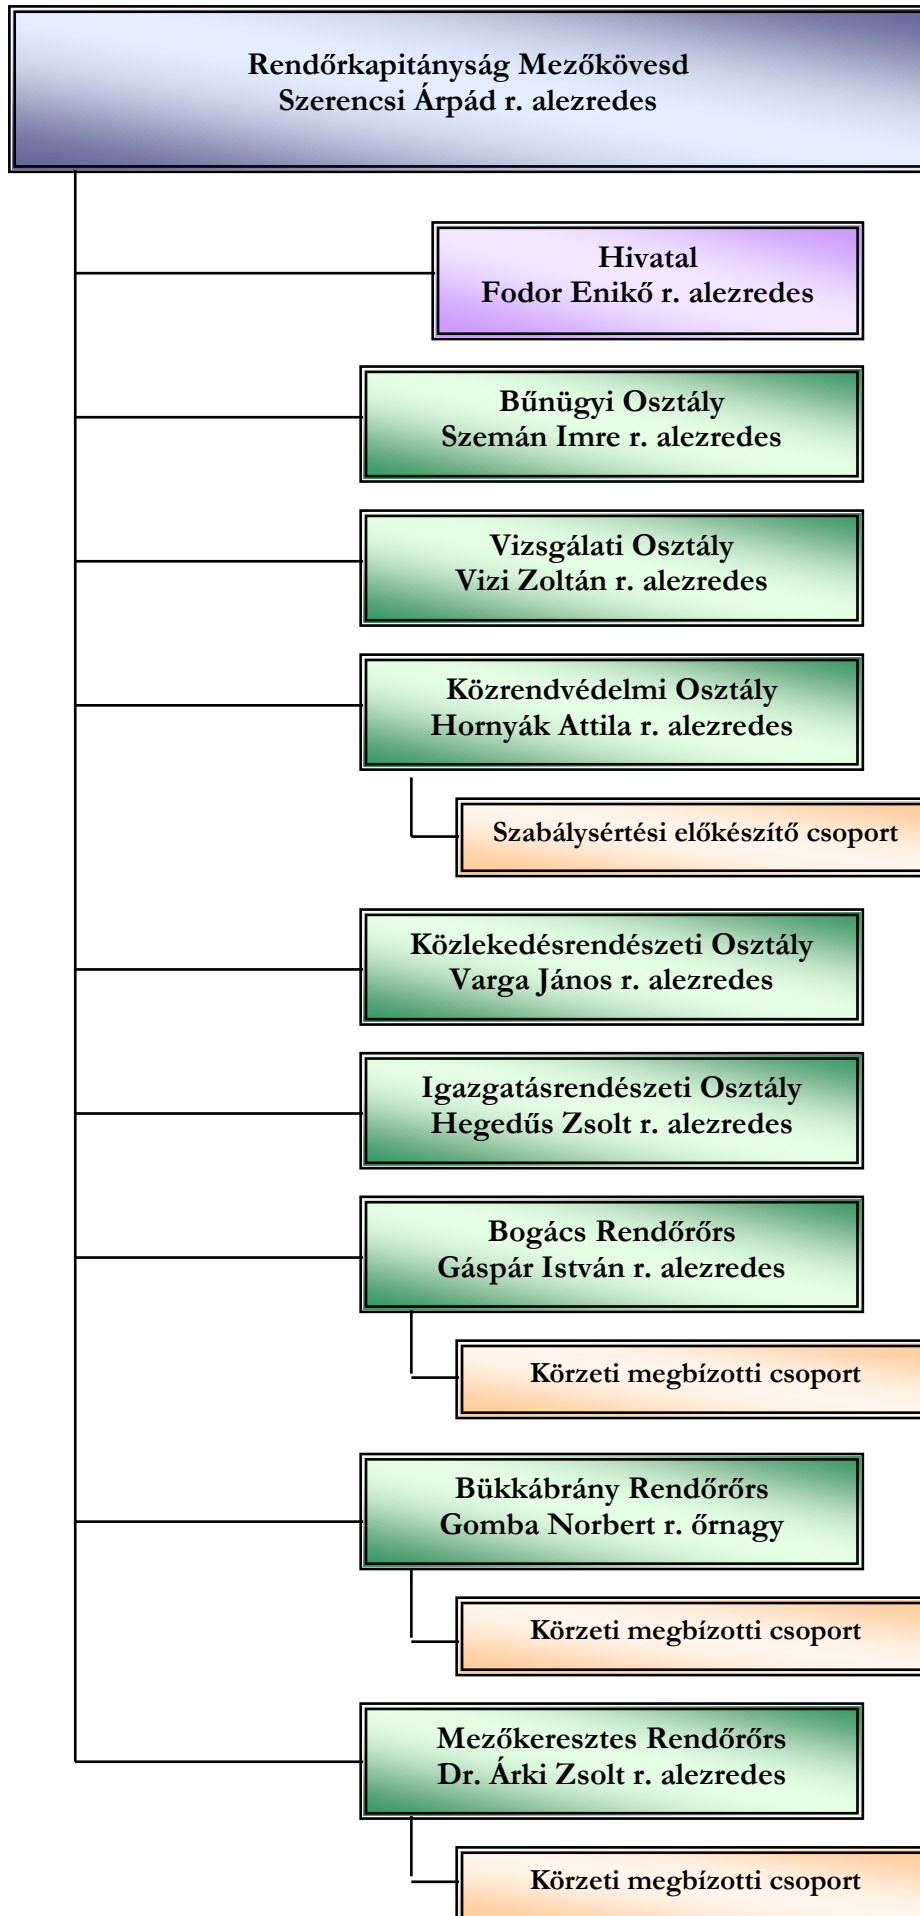 Rendőrkapitányság Mezőkövesd
Szerencsi Árpád r. alezredes
Hivatal
Fodor Enikő r. alezredes
Bűnügyi Osztály
Szemán Imre r. alezredes
Vizsgálati Osztály
Vizi Zoltán r. alezredes
Közrendvédelmi Osztály
Hornyák Attila r. alezredes
Szabálysértési előkészítő csoport
Közlekedésrendészeti Osztály
Varga János r. alezredes
Igazgatásrendészeti Osztály
Hegedűs Zsolt r. alezredes
Bogács Rendőrőrs
Gáspár István r. alezredes
Körzeti megbízotti csoport
Bükkábrány Rendőrőrs
Gomba Norbert r. őrnagy
Körzeti megbízotti csoport
Mezőkeresztes Rendőrőrs
Dr. Árki Zsolt r. alezredes
Körzeti megbízotti csoport